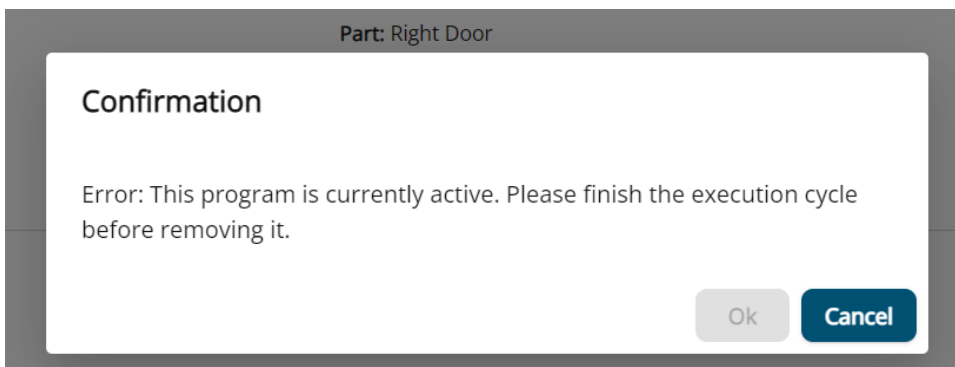 Part: Right Door
Confirmation
Error: This program is currently active. Please finish the execution cycle
before removing it.
Ok
Cancel